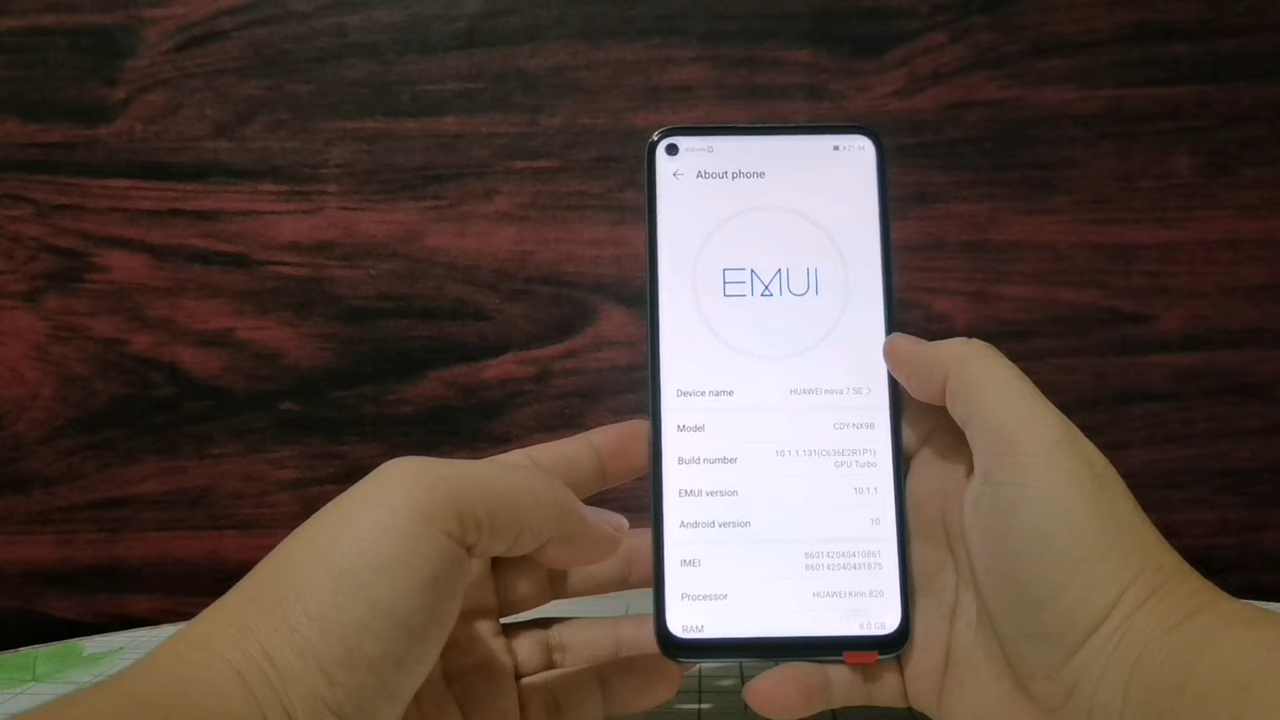 21:54
About phone
EMUI
Device name HUAWEI nova 7 SE
Model CDY-NX9B
Build number 10.1.1.131(C636E2R1P1)
GPU Turbo
EMUI version 10.1.1
Android version 10
IMEI 860142040410861
860142040431875
Processor HUAWEI Kirin 820
RAM 8.0 GB